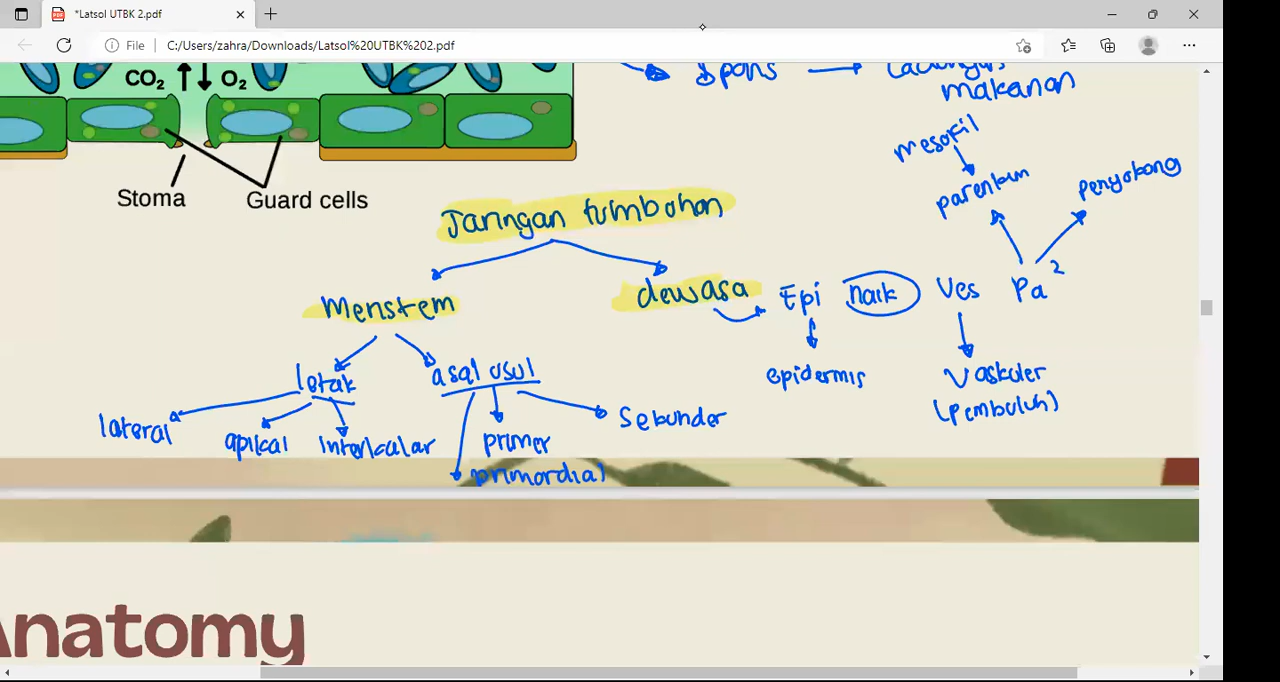 *Latsol UTBK 2.pdf
File C:/Users/zahra/Downloads/Latsol%20UTBK%202.pdf
CO₂ O₂
Spons
makanan
Stoma
Guard cells
mesofil
parenkim
penyokong
Jaringan tumbuhan
Meristem
dewasa
Epi naik Ves Pa²
epidermis
Vaskuler
(pembuluh)
letak
asal usul
lateral
apikal
interkalar
primer
sekunder
primordial
Anatomy